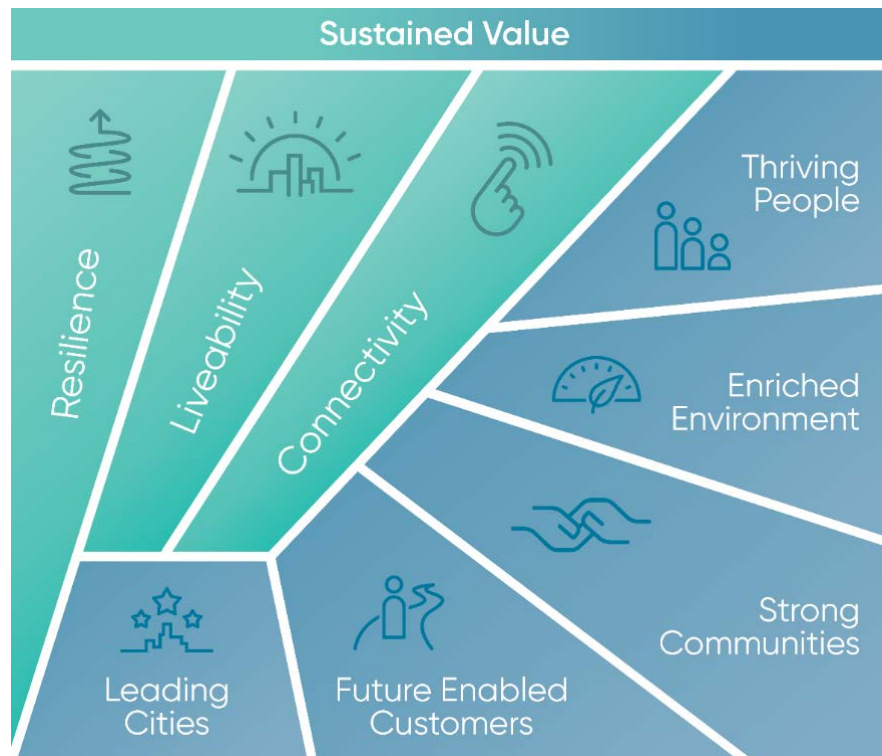 Sustained Value
Resilience
Liveability
Connectivity
Thriving
People
Enriched
Environment
Strong
Communities
Future Enabled
Customers
Leading
Cities